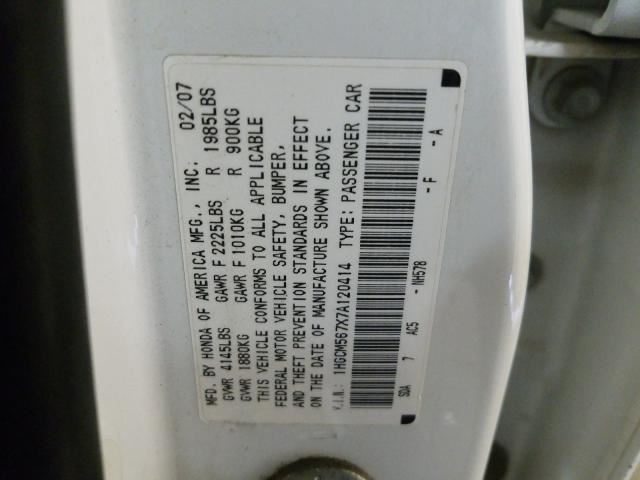 MFD. BY HONDA OF AMERICA MFG., INC. 02/07
GVWR 4145LBS GAWR F 2225LBS R 1985LBS
GVWR 1880KG GAWR F 1010KG R 900KG
THIS VEHICLE CONFORMS TO ALL APPLICABLE
FEDERAL MOTOR VEHICLE SAFETY, BUMPER,
AND THEFT PREVENTION STANDARDS IN EFFECT
ON THE DATE OF MANUFACTURE SHOWN ABOVE.
V.I.N.: 1HGCM567X7A120414 TYPE: PASSENGER CAR
SDA 7 AC5 - NH578 - F - A